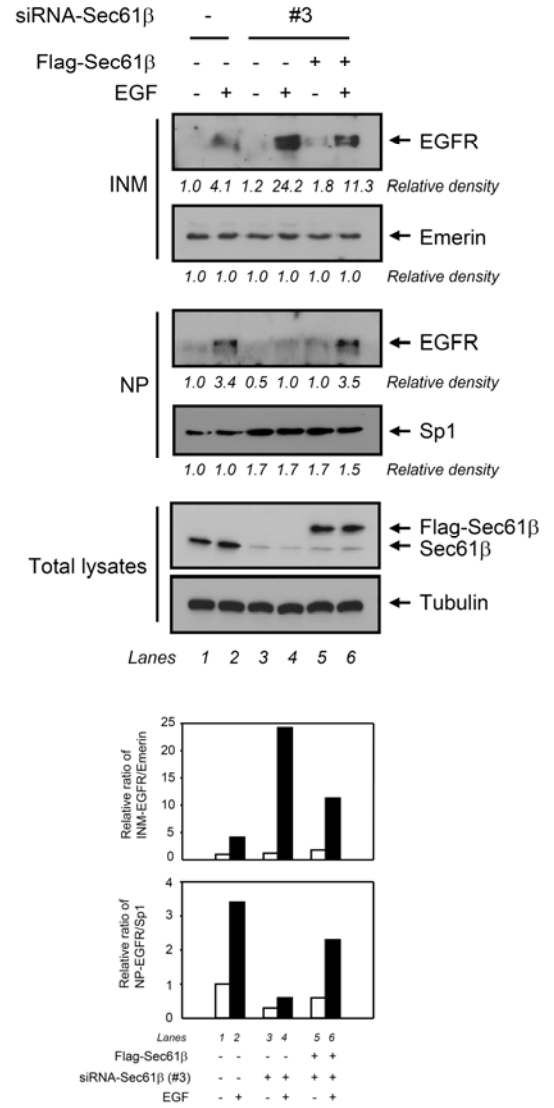 siRNA-Sec61β - #3
Flag-Sec61β - - - - + +
EGF - + - + - +
INM
EGFR
1.0 4.1 1.2 24.2 1.8 11.3 Relative density
Emerin
1.0 1.0 1.0 1.0 1.0 1.0 Relative density
NP
EGFR
1.0 3.4 0.5 1.0 1.0 3.5 Relative density
Sp1
1.0 1.0 1.7 1.7 1.7 1.5 Relative density
Total lysates
Flag-Sec61β
Sec61β
Tubulin
Lanes 1 2 3 4 5 6
Relative ratio of
INM-EGFR/Emerin
25
20
15
10
5
0
Relative ratio of
NP-EGFR/Sp1
4
3
2
1
0
Lanes 1 2 3 4 5 6
Flag-Sec61β - - - - + +
siRNA-Sec61β (#3) - - + + + +
EGF - + - + - +